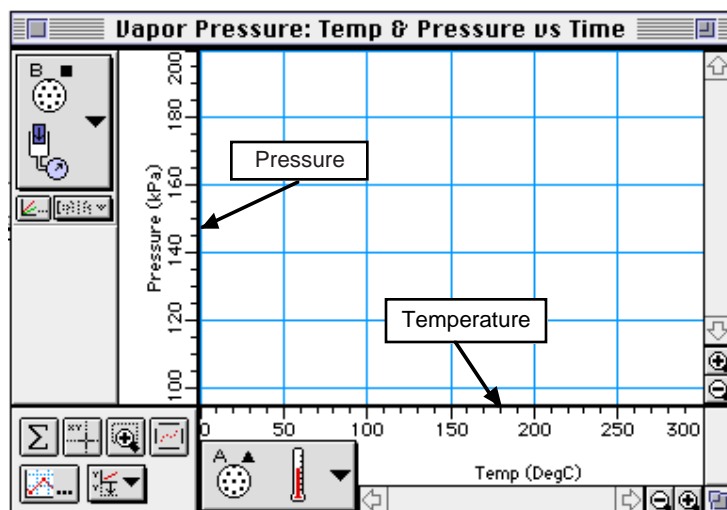 Vapor Pressure: Temp & Pressure vs Time
B
Pressure (kPa)
200
180
160
140
120
100
Pressure
Temperature
0 50 100 150 200 250 300
Temp (DegC)
A
Σ
XY